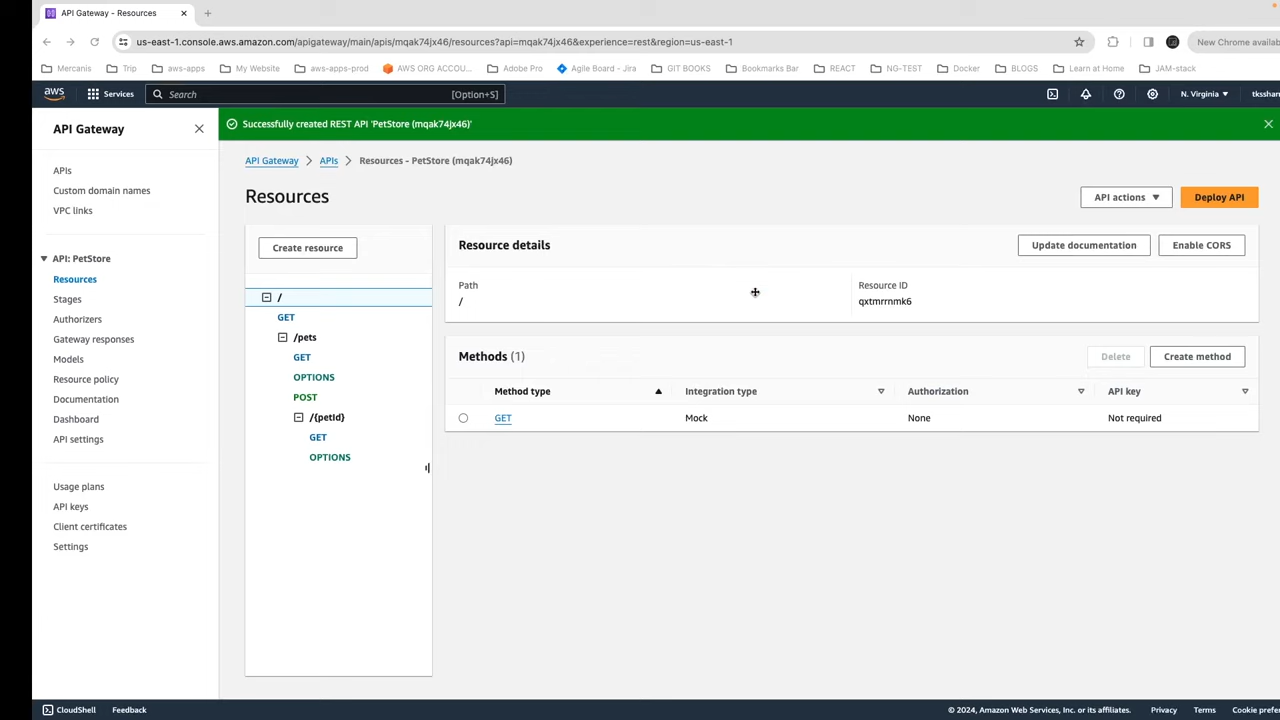 API Gateway - Resources
us-east-1.console.aws.amazon.com/apigateway/main/apis/mqak74jx46/resources?api=mqak74jx46&experience=rest&region=us-east-1
New Chrome availab
Mercanis Trip aws-apps My Website aws-apps-prod AWS ORG ACCOU... Adobe Pro Agile Board - Jira GIT BOOKS Bookmarks Bar REACT NG-TEST Docker BLOGS Learn at Home JAM-stack
aws Services Search [Option+S] N. Virginia tksshar
API Gateway
Successfully created REST API 'PetStore (mqak74jx46)'
APIs
Custom domain names
VPC links
API: PetStore
Resources
Stages
Authorizers
Gateway responses
Models
Resource policy
Documentation
Dashboard
API settings
Usage plans
API keys
Client certificates
Settings
API Gateway > APIs > Resources - PetStore (mqak74jx46)
Resources
API actions Deploy API
Create resource
/
GET
/pets
GET
OPTIONS
POST
/{petId}
GET
OPTIONS
Resource details Update documentation Enable CORS
Path Resource ID
/ qxtmrrnmk6
Methods (1) Delete Create method
Method type Integration type Authorization API key
GET Mock None Not required
CloudShell Feedback © 2024, Amazon Web Services, Inc. or its affiliates. Privacy Terms Cookie prefe